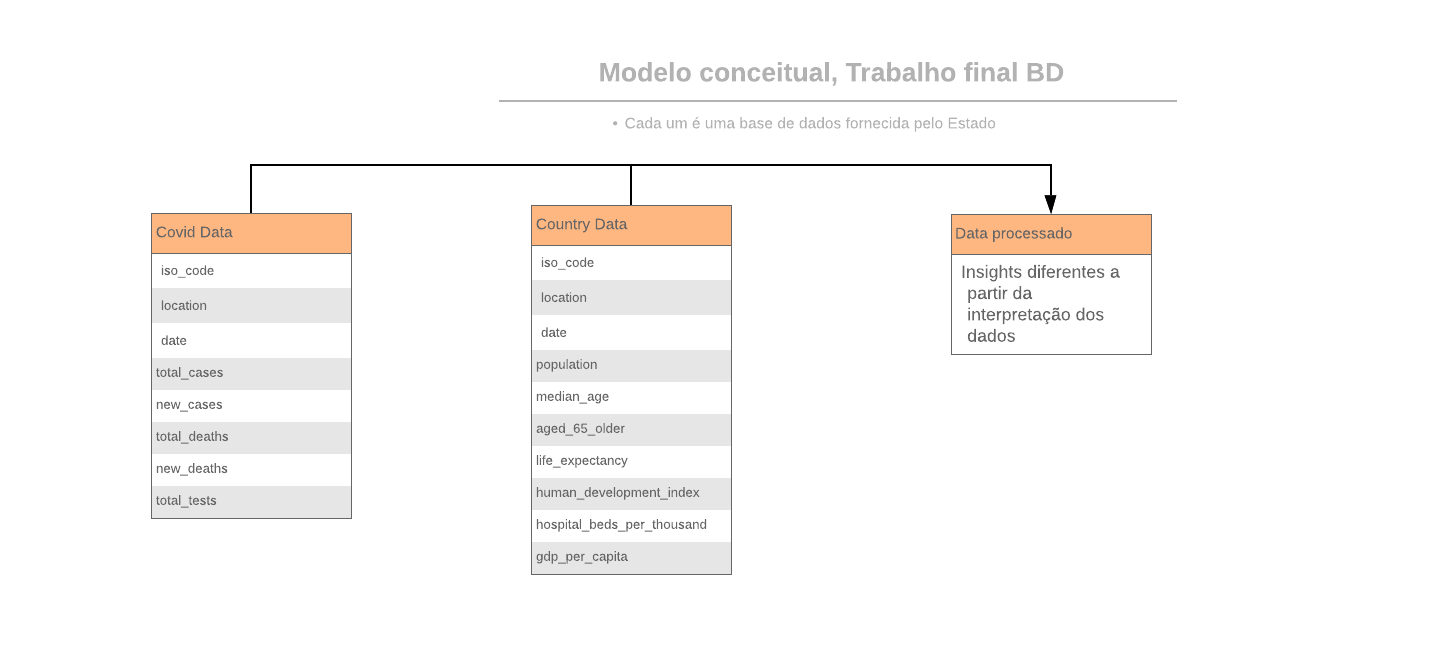 Modelo conceitual, Trabalho final BD
• Cada um é uma base de dados fornecida pelo Estado
Covid Data
iso_code
location
date
total_cases
new_cases
total_deaths
new_deaths
total_tests
Country Data
iso_code
location
date
population
median_age
aged_65_older
life_expectancy
human_development_index
hospital_beds_per_thousand
gdp_per_capita
Data processado
Insights diferentes a
partir da
interpretação dos
dados